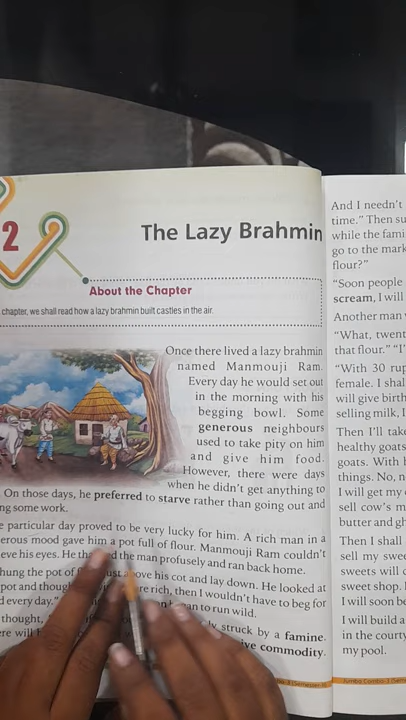 2
The Lazy Brahmin
About the Chapter
chapter, we shall read how a lazy brahmin built castles in the air.
Once there lived a lazy brahmin
named Manmouji Ram.
Every day he would set out
in the morning with his
begging bowl. Some
generous neighbours
used to take pity on him
and give him food.
However, there were days
when he didn't get anything to
On those days, he preferred to starve rather than going out and
ng some work.
e particular day proved to be very lucky for him. A rich man in a
erous mood gave him a pot full of flour. Manmouji Ram couldn't
eve his eyes. He the man profusely and ran back home.
hung the pot of just above his cot and lay down. He looked at
pot and though re rich, then I wouldn't have to beg for
d every day." an to run wild.
thought, ly struck by a famine.
re will ive commodity.
And I needn't
time." Then su
while the fami
go to the mark
flour?"
"Soon people
scream, I will
Another man
"What, twent
that flour." "I'
"With 30 rup
female. I shal
will give birth
selling milk, I
Then I'll take
healthy goats
goats. With
things. No, n
I will get my
sell cow's m
butter and gh
Then I shall
sell my swee
sweets will c
sweet shop.
I will soon be
I will build a
in the courty
my pool.